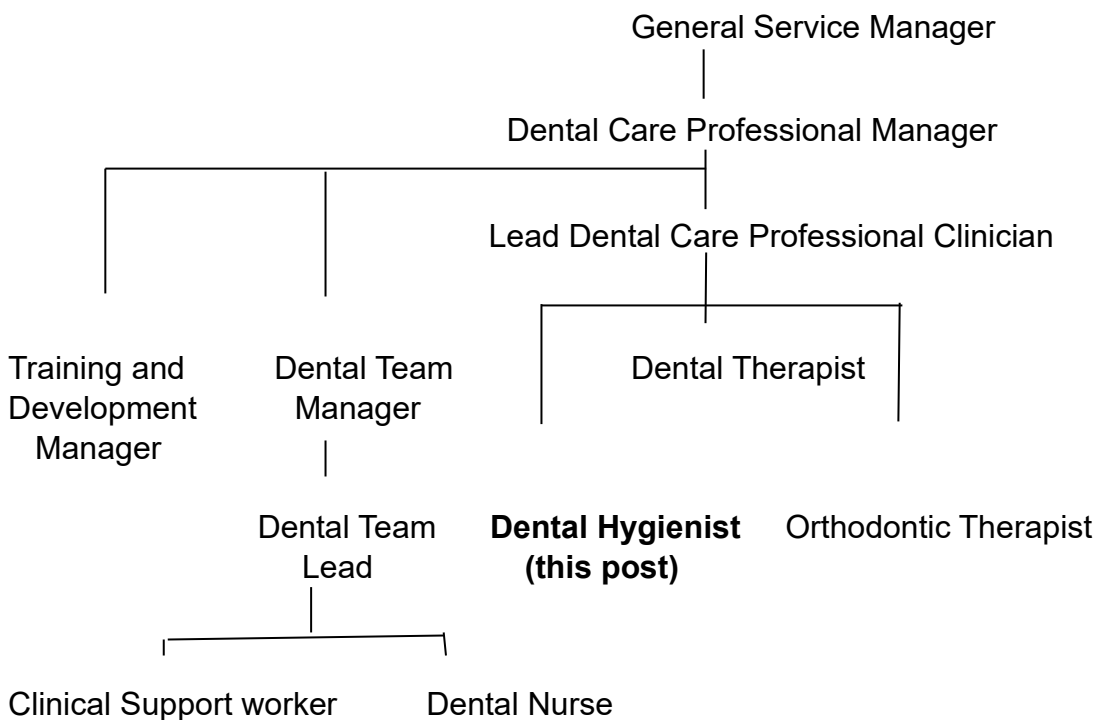 General Service Manager
Dental Care Professional Manager
Lead Dental Care Professional Clinician
Training and
Development
Manager
Dental Team
Manager
Dental Therapist
Dental Team
Lead
Dental Hygienist
(this post)
Orthodontic Therapist
Clinical Support worker
Dental Nurse